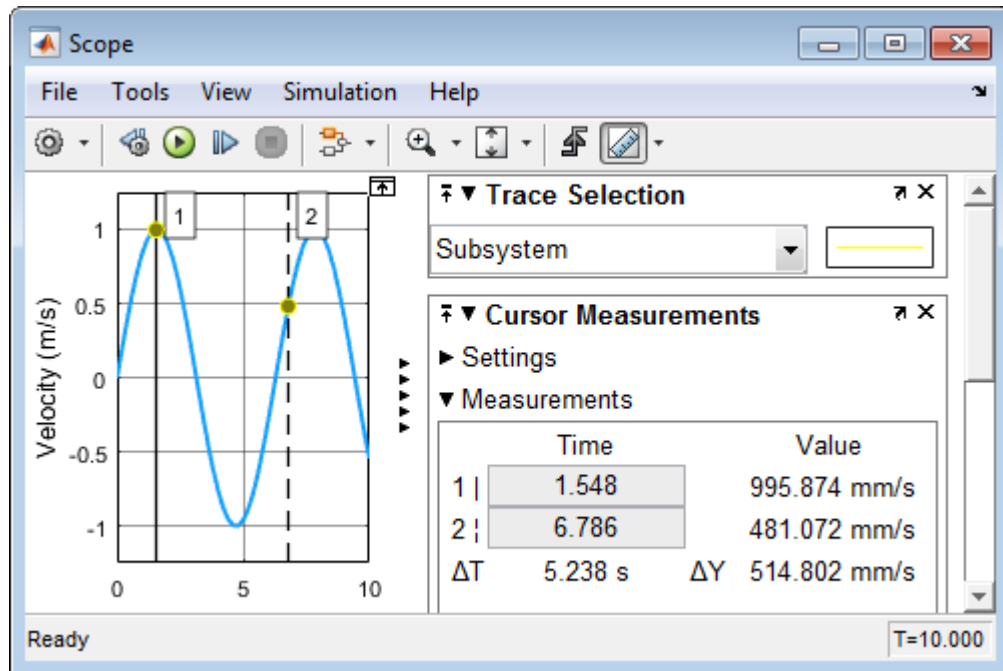 Scope
File Tools View Simulation Help
1 2
1
0.5
0
-0.5
-1
Velocity (m/s)
0 5 10
Trace Selection
Subsystem
Cursor Measurements
Settings
Measurements
Time Value
1 | 1.548 995.874 mm/s
2 ¦ 6.786 481.072 mm/s
ΔT 5.238 s ΔY 514.802 mm/s
Ready T=10.000